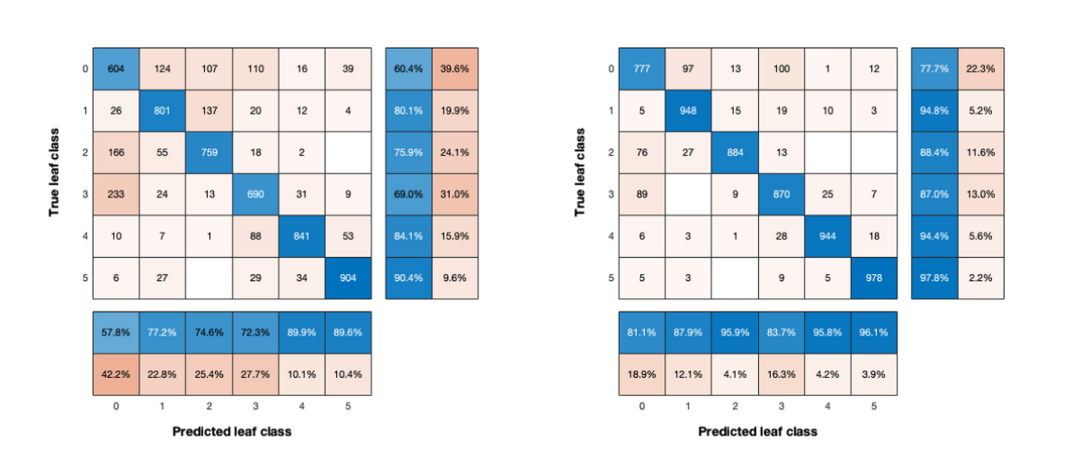 0 604 124 107 110 16 39 60.4% 39.6%
1 26 801 137 20 12 4 80.1% 19.9%
2 166 55 759 18 2 75.9% 24.1%
3 233 24 13 690 31 9 69.0% 31.0%
4 10 7 1 88 841 53 84.1% 15.9%
5 6 27 29 34 904 90.4% 9.6%
True leaf class
57.8% 77.2% 74.6% 72.3% 89.9% 89.6%
42.2% 22.8% 25.4% 27.7% 10.1% 10.4%
0 1 2 3 4 5
Predicted leaf class
0 777 97 13 100 1 12 77.7% 22.3%
1 5 948 15 19 10 3 94.8% 5.2%
2 76 27 884 13 88.4% 11.6%
3 89 9 870 25 7 87.0% 13.0%
4 6 3 1 28 944 18 94.4% 5.6%
5 5 3 9 5 978 97.8% 2.2%
True leaf class
81.1% 87.9% 95.9% 83.7% 95.8% 96.1%
18.9% 12.1% 4.1% 16.3% 4.2% 3.9%
0 1 2 3 4 5
Predicted leaf class